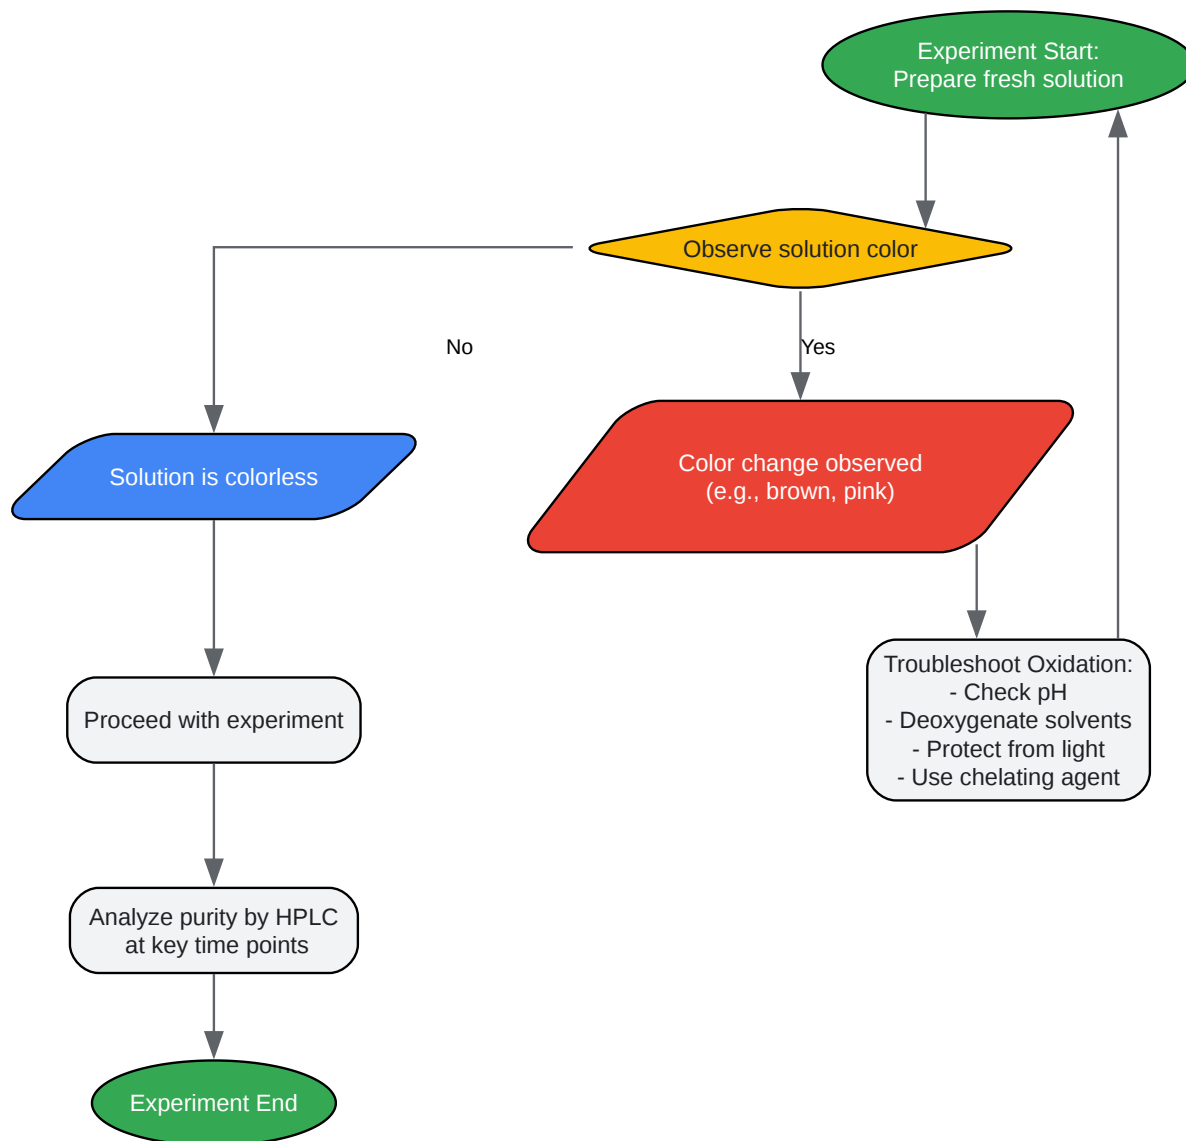 Experiment Start:
Prepare fresh solution
Observe solution color
No
Yes
Solution is colorless
Color change observed
(e.g., brown, pink)
Proceed with experiment
Troubleshoot Oxidation:
- Check pH
- Deoxygenate solvents
- Protect from light
- Use chelating agent
Analyze purity by HPLC
at key time points
Experiment End